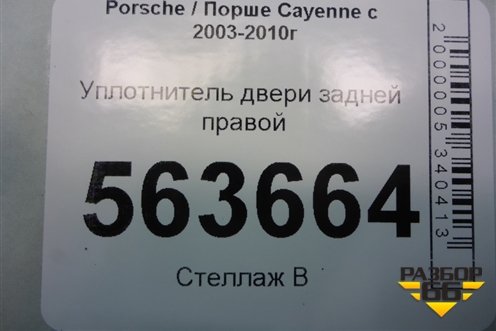 Porsche / Порше Cayenne с
2003-2010г
Уплотнитель двери задней
правой
563664
Стеллаж В
2000005340413
РАЗБОР
66